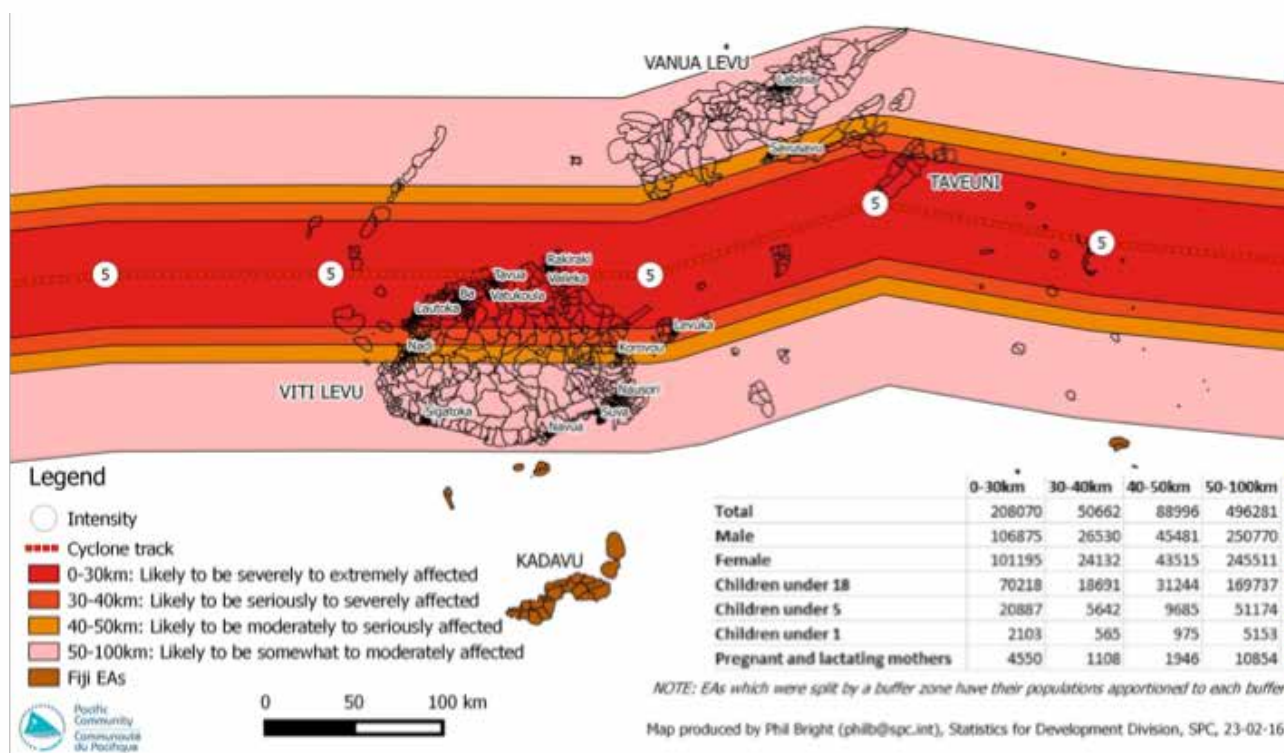 VANUA LEVU
Labasa
Savusavu
TAVEUNI
5
5
5
5
5
Rakiraki
Tavua
Vaileka
Ba
Vatukoula
Lautoka
Levuka
Nadi
Korovou
VITI LEVU
Nausori
Sigatoka
Suva
Navua
KADAVU
Legend
Intensity
Cyclone track
0-30km: Likely to be severely to extremely affected
30-40km: Likely to be seriously to severely affected
40-50km: Likely to be moderately to seriously affected
50-100km: Likely to be somewhat to moderately affected
Fiji EAs
Pacific
Community
Communauté
du Pacifique
0 50 100 km
0-30km 30-40km 40-50km 50-100km
Total 208070 50662 88996 496281
Male 106875 26530 45481 250770
Female 101195 24132 43515 245511
Children under 18 70218 18691 31244 169737
Children under 5 20887 5642 9685 51174
Children under 1 2103 565 975 5153
Pregnant and lactating mothers 4550 1108 1946 10854
NOTE: EAs which were split by a buffer zone have their populations apportioned to each buffer
Map produced by Phil Bright (philb@spc.int), Statistics for Development Division, SPC, 23-02-16